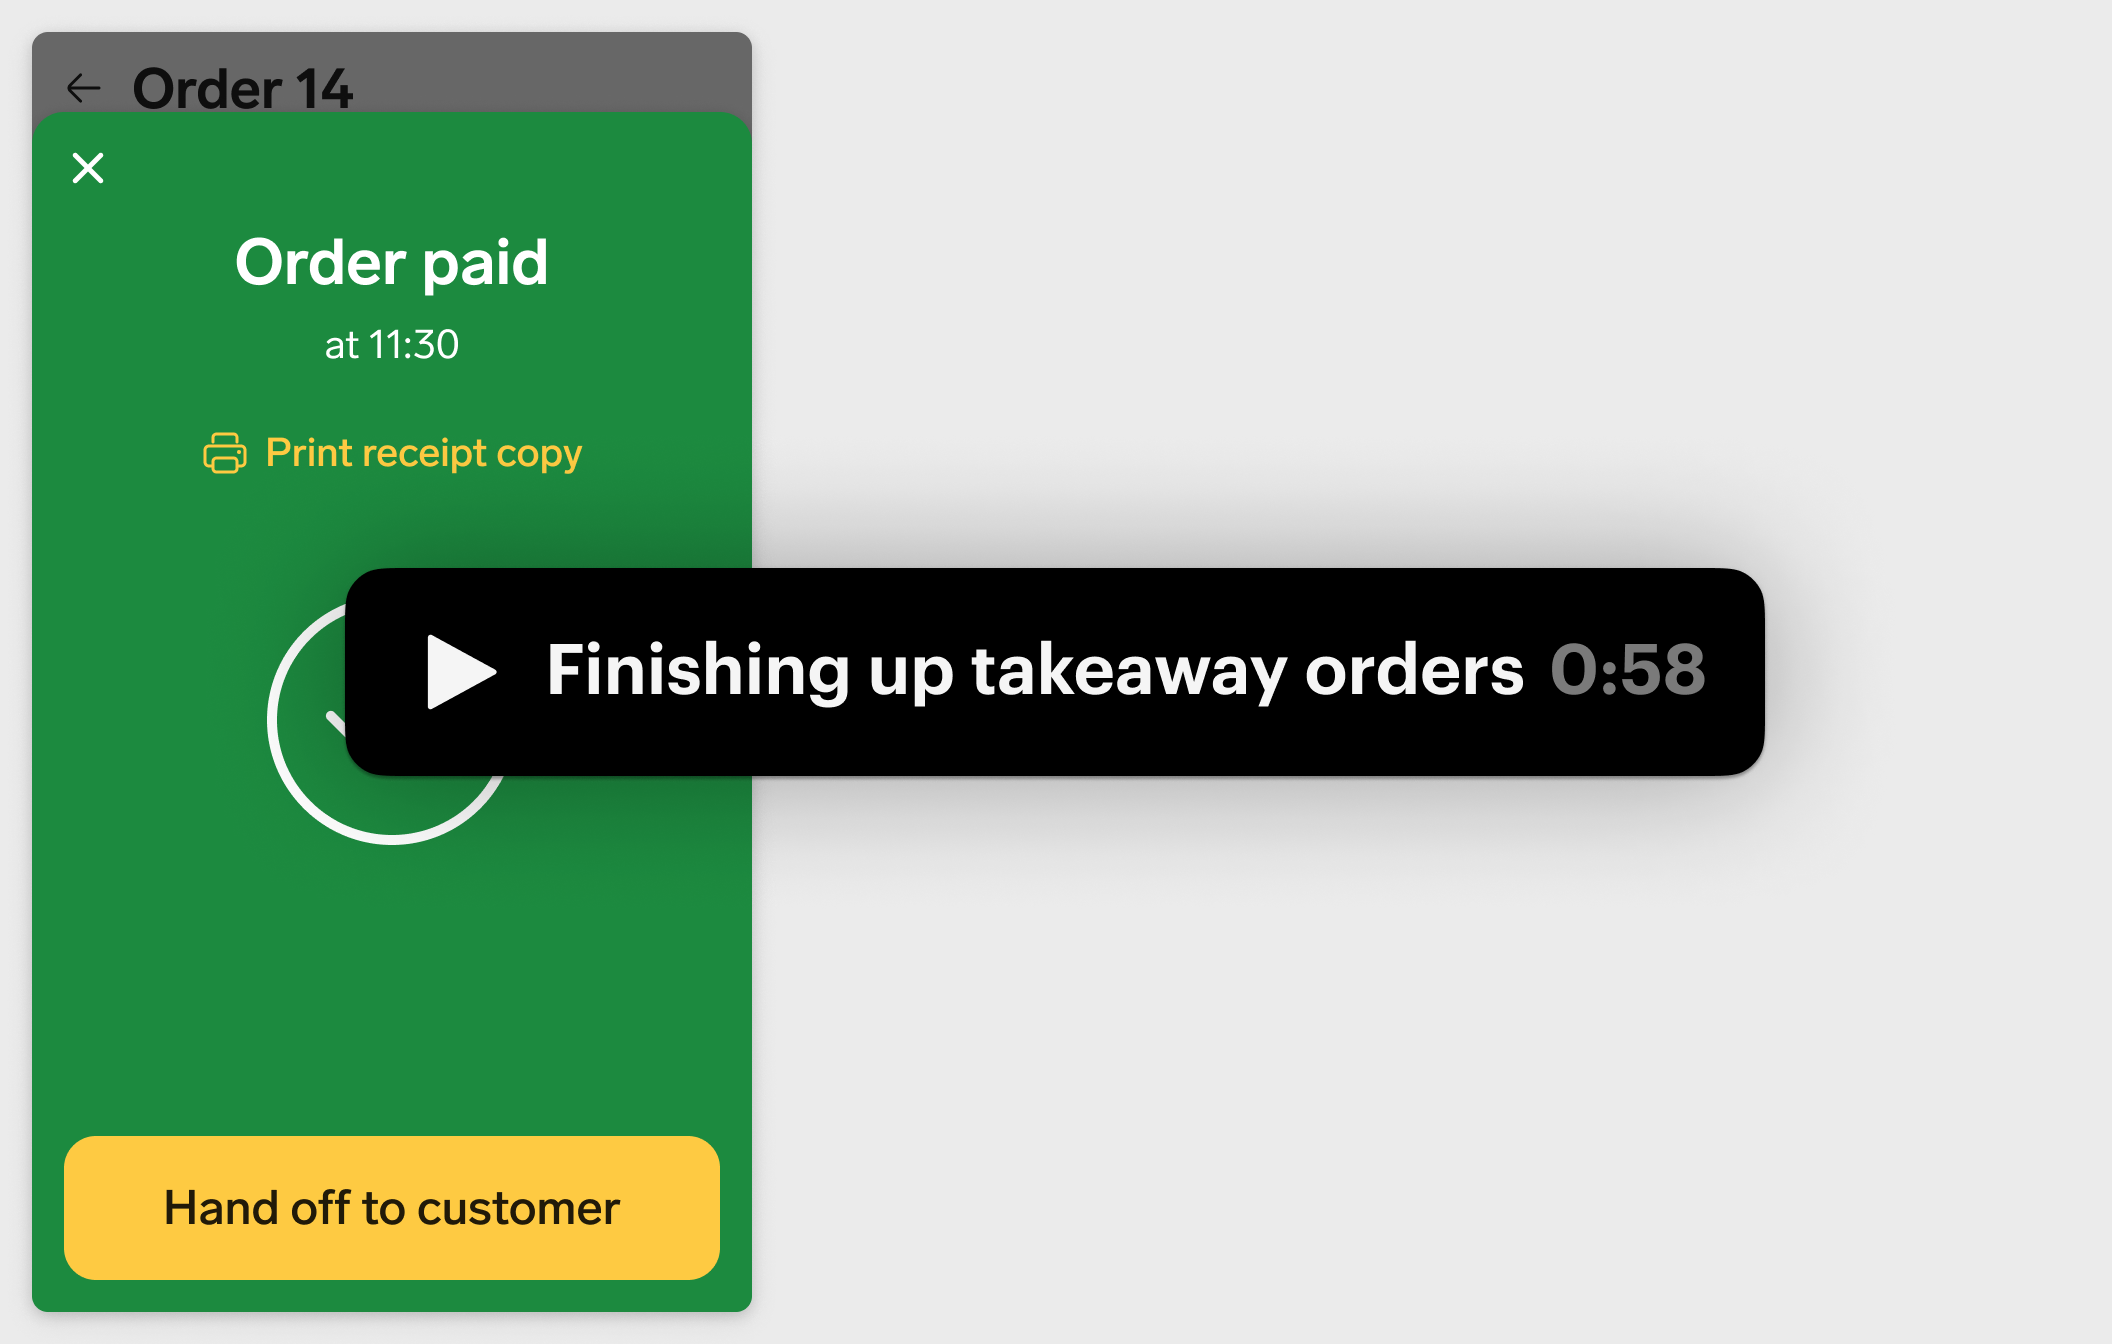 Order 14
Order paid
at 11:30
Print receipt copy
Finishing up takeaway orders 0:58
Hand off to customer